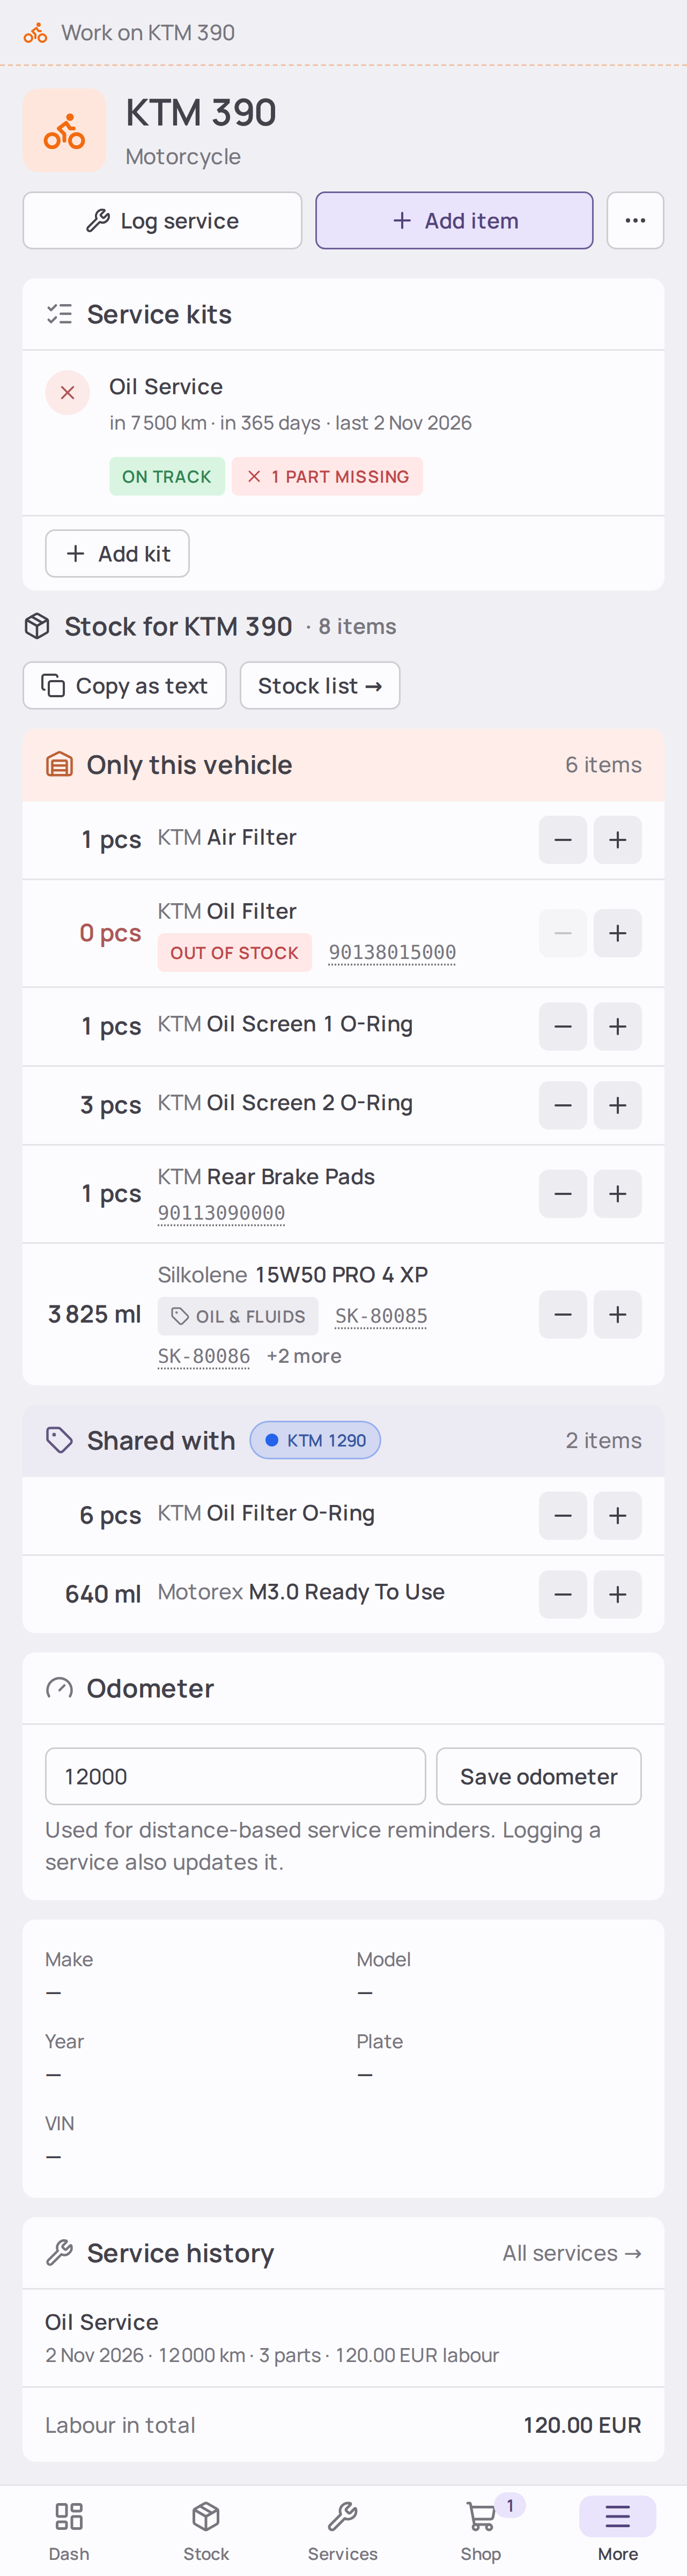 Work on KTM 390
KTM 390
Motorcycle
Log service
Add item
Service kits
Oil Service
in 7 500 km · in 365 days · last 2 Nov 2026
ON TRACK
1 PART MISSING
Add kit
Stock for KTM 390 · 8 items
Copy as text
Stock list →
Only this vehicle 6 items
1 pcs KTM Air Filter
0 pcs KTM Oil Filter
OUT OF STOCK 90138015000
1 pcs KTM Oil Screen 1 O-Ring
3 pcs KTM Oil Screen 2 O-Ring
1 pcs KTM Rear Brake Pads
90113090000
3 825 ml Silkolene 15W50 PRO 4 XP
OIL & FLUIDS SK-80085
SK-80086 +2 more
Shared with KTM 1290 2 items
6 pcs KTM Oil Filter O-Ring
640 ml Motorex M3.0 Ready To Use
Odometer
12000
Save odometer
Used for distance-based service reminders. Logging a
service also updates it.
Make Model
– –
Year Plate
– –
VIN
–
Service history All services →
Oil Service
2 Nov 2026 · 12 000 km · 3 parts · 120.00 EUR labour
Labour in total 120.00 EUR
1
Dash Stock Services Shop More